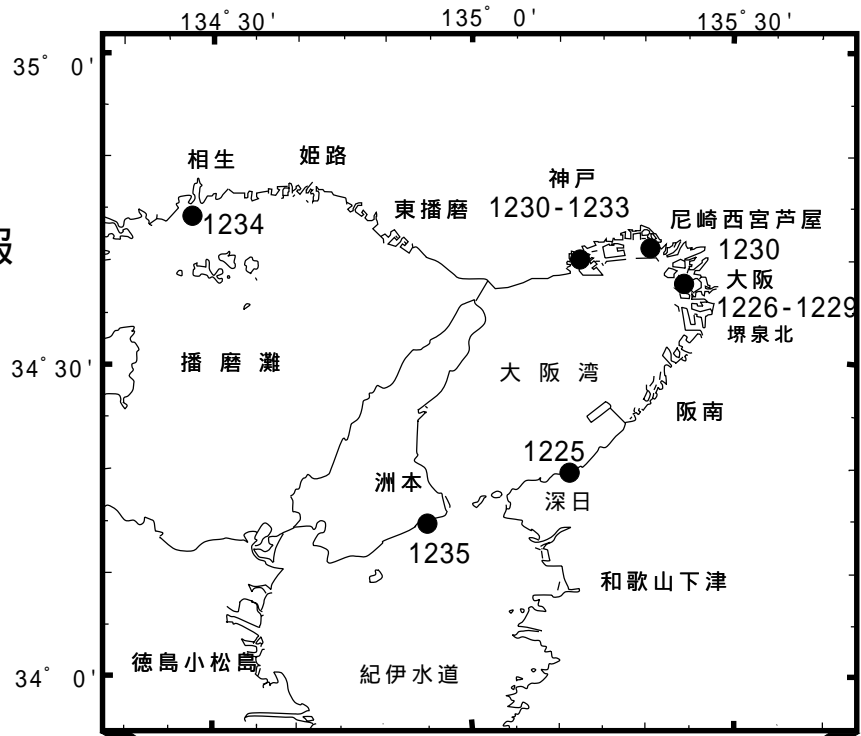 134° 30'
135° 0'
135° 30'
35° 0'
相生
姫路
神戸
東播磨
1230-1233
尼崎西宮芦屋
1234
報
1230
大阪
1226-1229
堺泉北
34° 30'
播磨灘
大阪湾
阪南
1225
洲本
深日
1235
和歌山下津
徳島小松島
紀伊水道
34° 0'